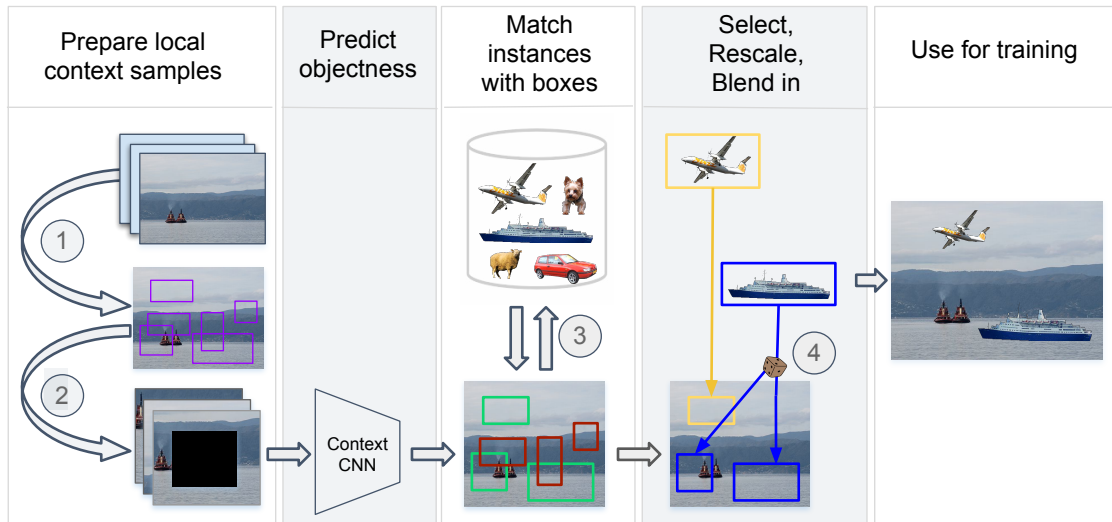 Prepare local
context samples
Predict
objectness
Match
instances
with boxes
Select,
Rescale,
Blend in
Use for training
1
2
Context
CNN
3
4